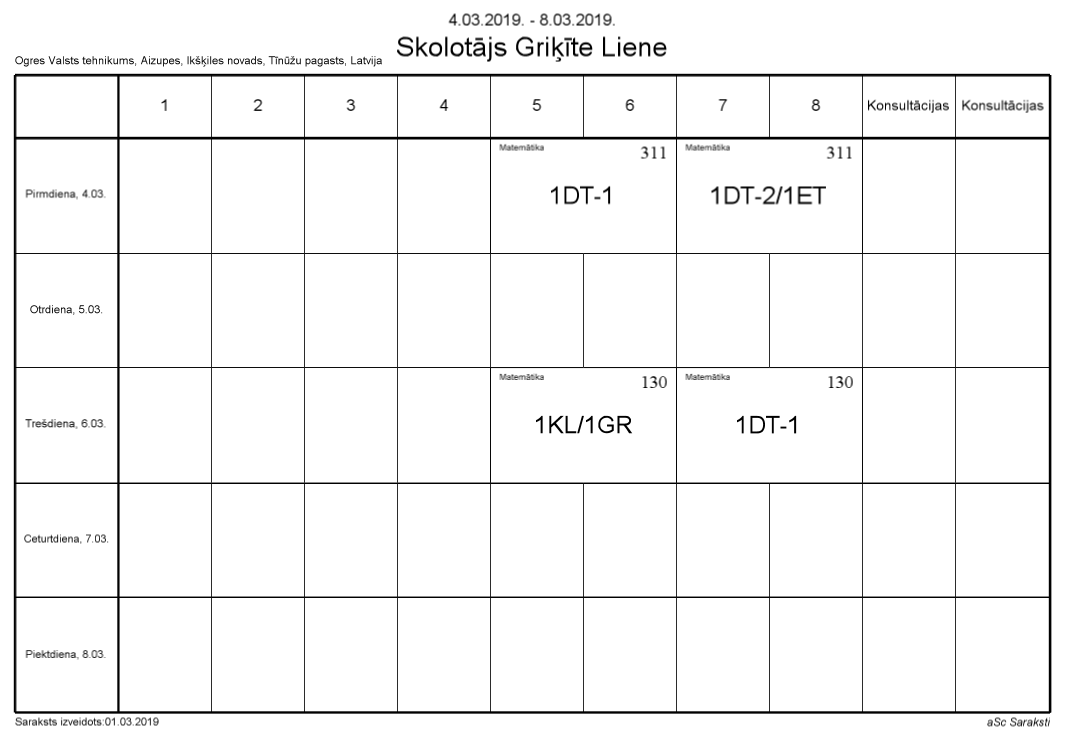 4.03.2019. - 8.03.2019.
Skolotājs Griķīte Liene
Ogres Valsts tehnikums, Aizupes, Ikšķiles novads, Tīnūžu pagasts, Latvija
1 2 3 4 5 6 7 8 Konsultācijas Konsultācijas
Matemātika 311 Matemātika 311
Pirmdiena, 4.03. 1DT-1 1DT-2/1ET
Otrdiena, 5.03.
Matemātika 130 Matemātika 130
Trešdiena, 6.03. 1KL/1GR 1DT-1
Ceturtdiena, 7.03.
Piektdiena, 8.03.
Saraksts izveidots:01.03.2019 aSc Saraksti